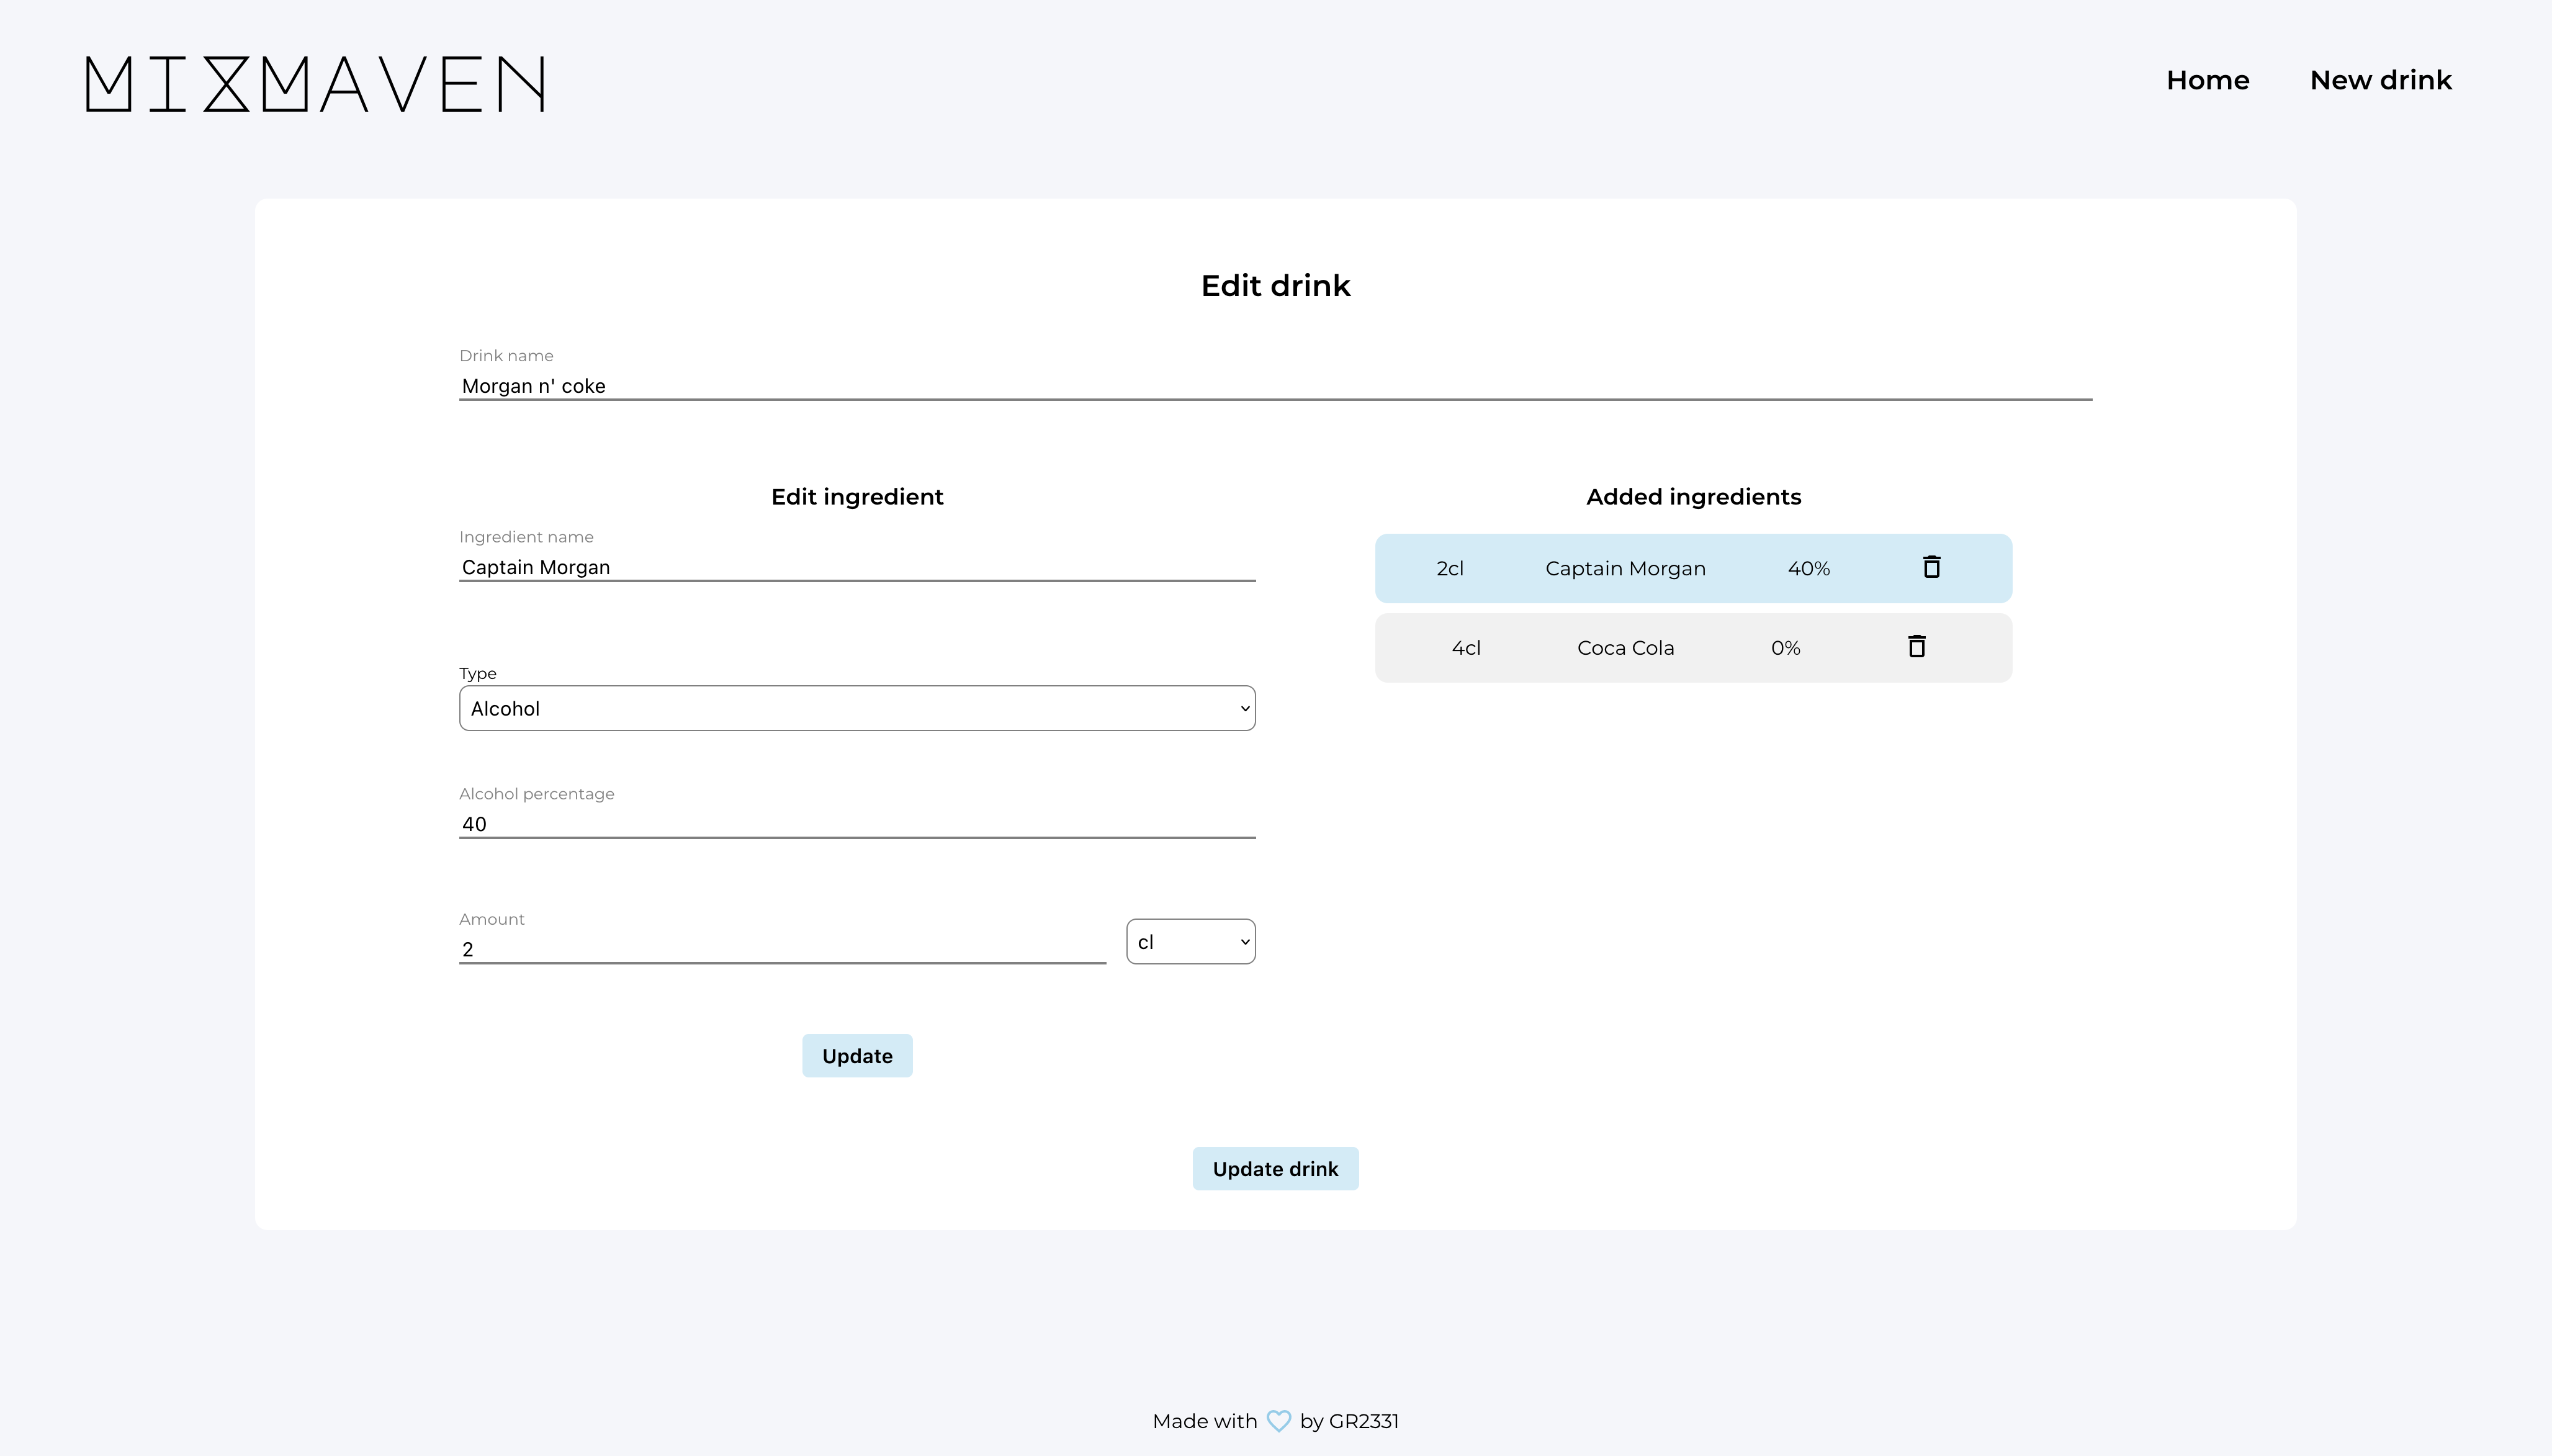 MIXMAVEN
Home
New drink
Edit drink
Drink name
Morgan n' coke
Edit ingredient
Ingredient name
Captain Morgan
Type
Alcohol
Alcohol percentage
40
Amount
2
cl
Update
Added ingredients
2cl Captain Morgan 40%
4cl Coca Cola 0%
Update drink
Made with by GR2331